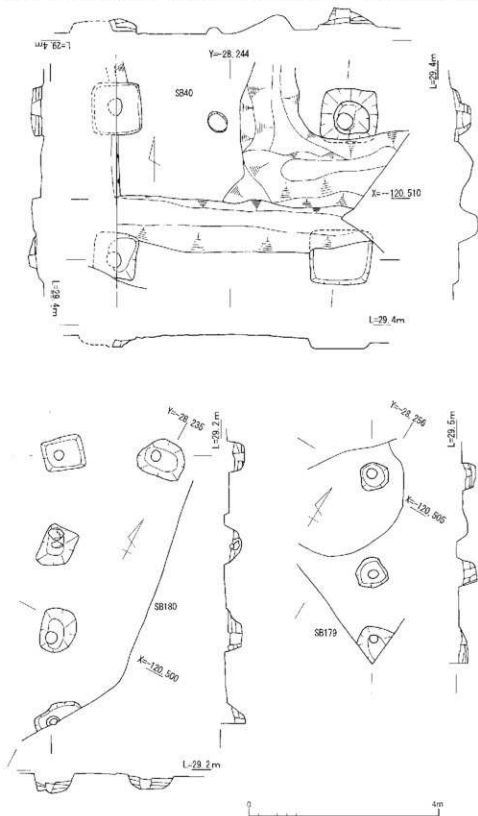 L=29.4m
Y=-28,244
L=29.4m
SB40
X=-120,510
L=29.4m
L=29.4m
Y=-28,235
L=29.2m
Y=-28,256
L=29.5m
X=-120,505
SB180
SB179
X=-120,500
L=29.2m
0
4m